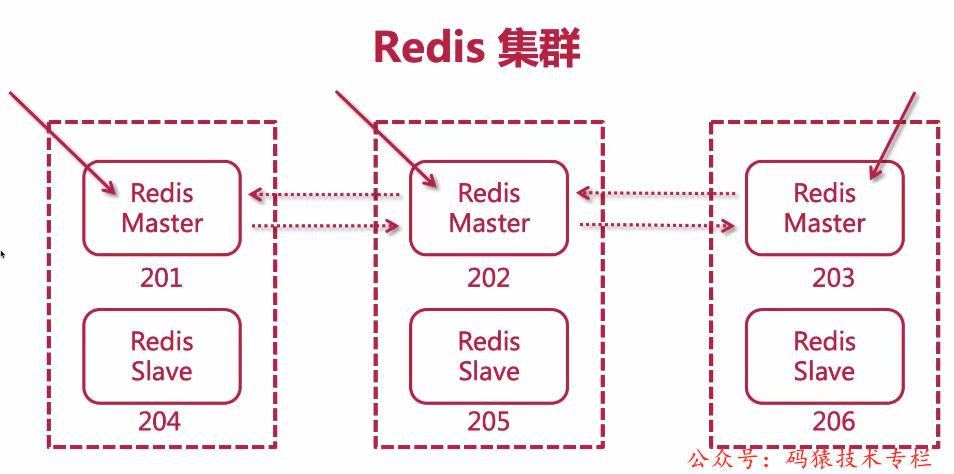 Redis 集群
Redis
Master
201
Redis
Slave
204
Redis
Master
202
Redis
Slave
205
Redis
Master
203
Redis
Slave
206
公众号：码猿技术专栏